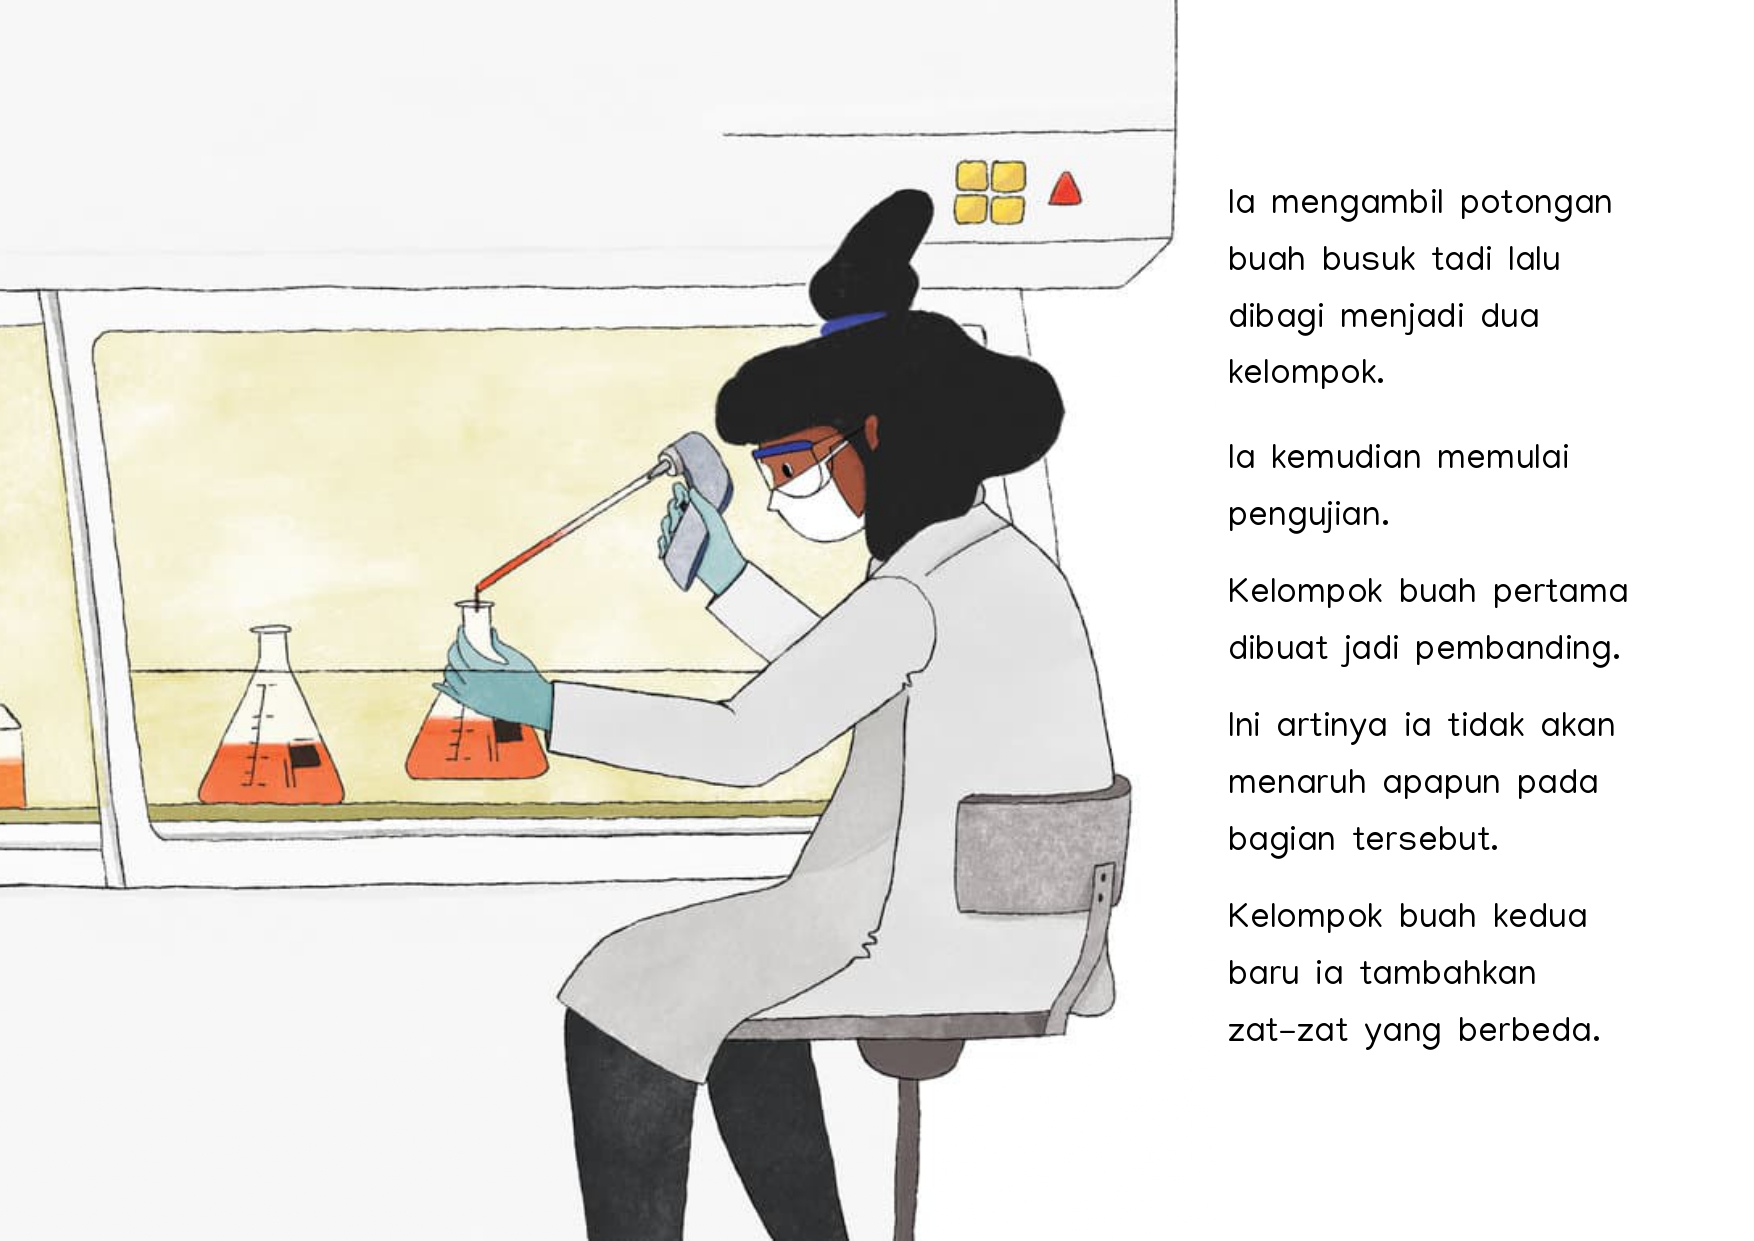 Ia mengambil potongan
buah busuk tadi lalu
dibagi menjadi dua
kelompok.
Ia kemudian memulai
pengujian.
Kelompok buah pertama
dibuat jadi pembanding.
Ini artinya ia tidak akan
menaruh apapun pada
bagian tersebut.
Kelompok buah kedua
baru ia tambahkan
zat-zat yang berbeda.